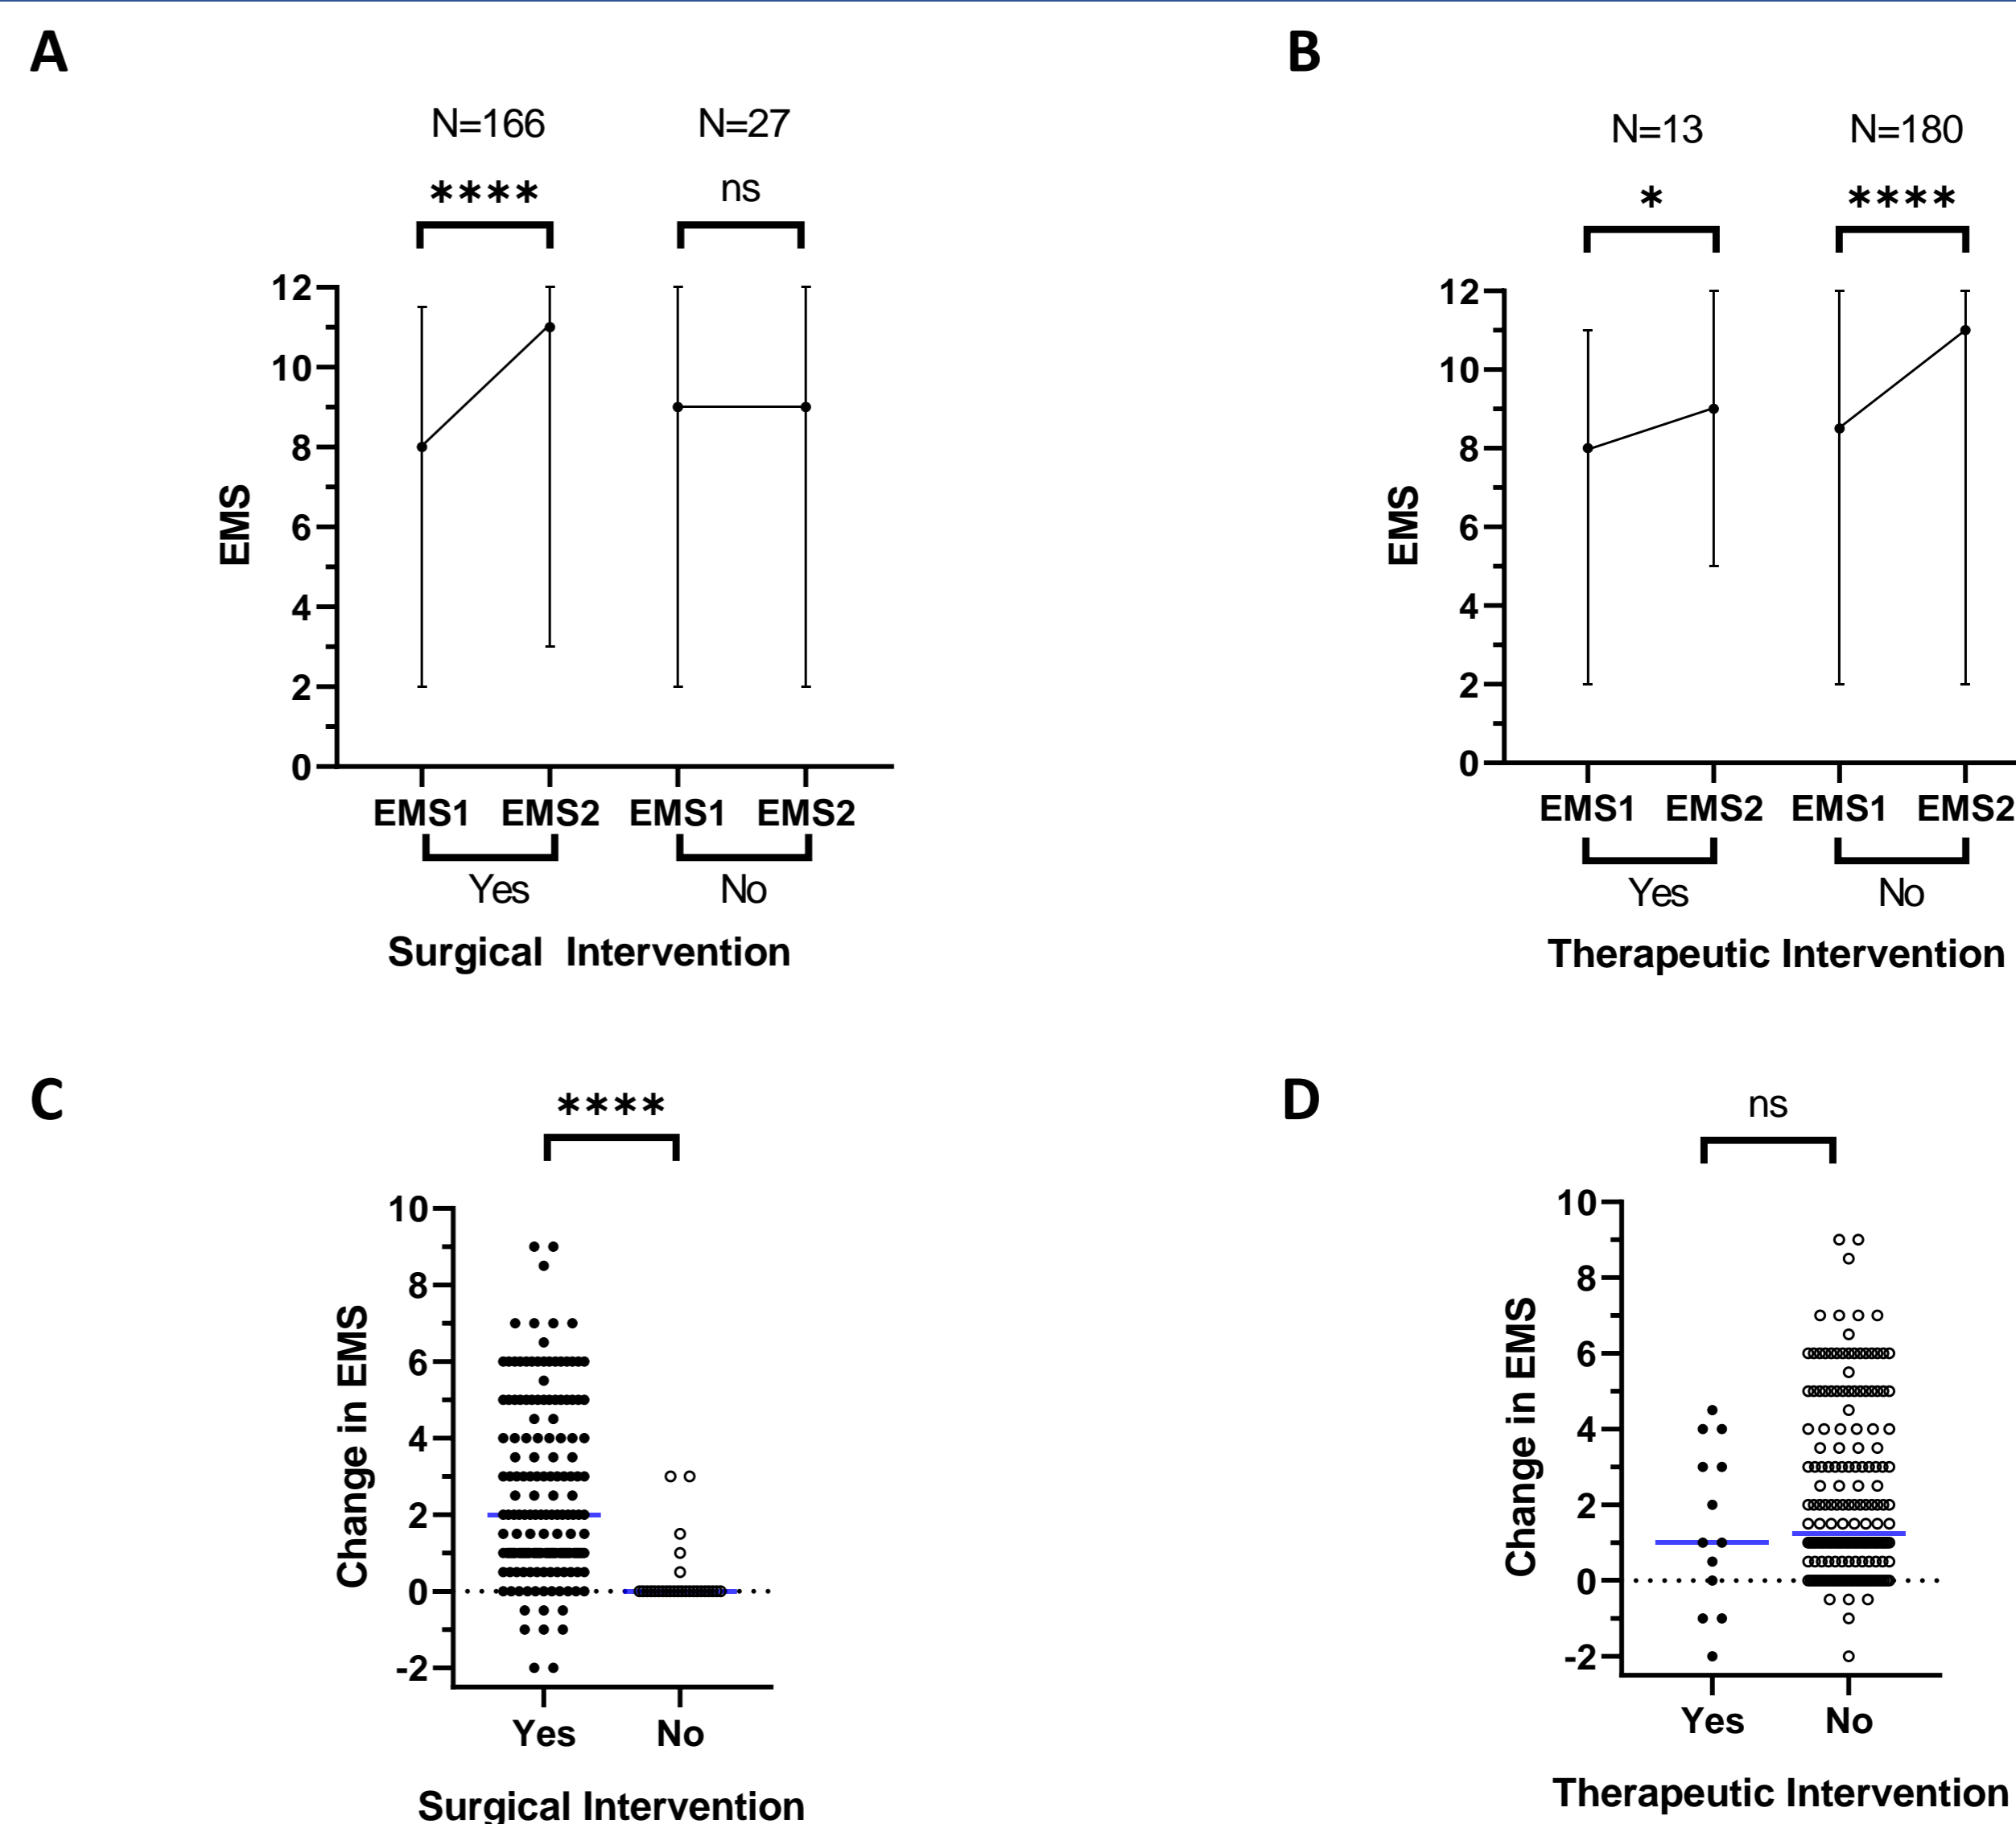 A
N=166 N=27
**** ns
12
10
8
6
4
2
0
EMS
EMS1 EMS2 EMS1 EMS2
Yes No
Surgical Intervention
B
N=13 N=180
* ****
12
10
8
6
4
2
0
EMS
EMS1 EMS2 EMS1 EMS2
Yes No
Therapeutic Intervention
C
****
10
8
6
4
2
0
-2
Change in EMS
Yes No
Surgical Intervention
D
ns
10
8
6
4
2
0
-2
Change in EMS
Yes No
Therapeutic Intervention